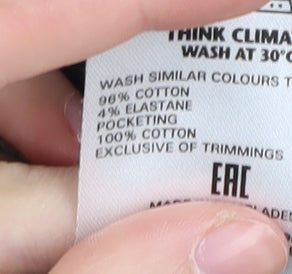 THINK CLIMA
WASH AT 30°C
WASH SIMILAR COLOURS T
96% COTTON
4% ELASTANE
POCKETING
100% COTTON
EXCLUSIVE OF TRIMMINGS
EAC